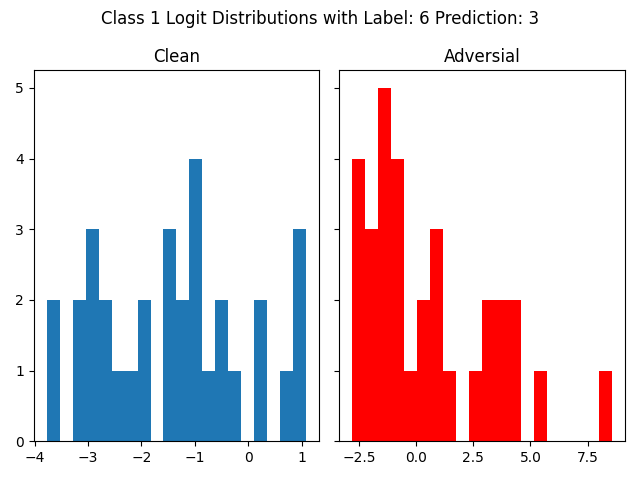 Class 1 Logit Distributions with Label: 6 Prediction: 3
Clean
Adversial
5
4
3
2
1
0
−4 −3 −2 −1 0 1
−2.5 0.0 2.5 5.0 7.5